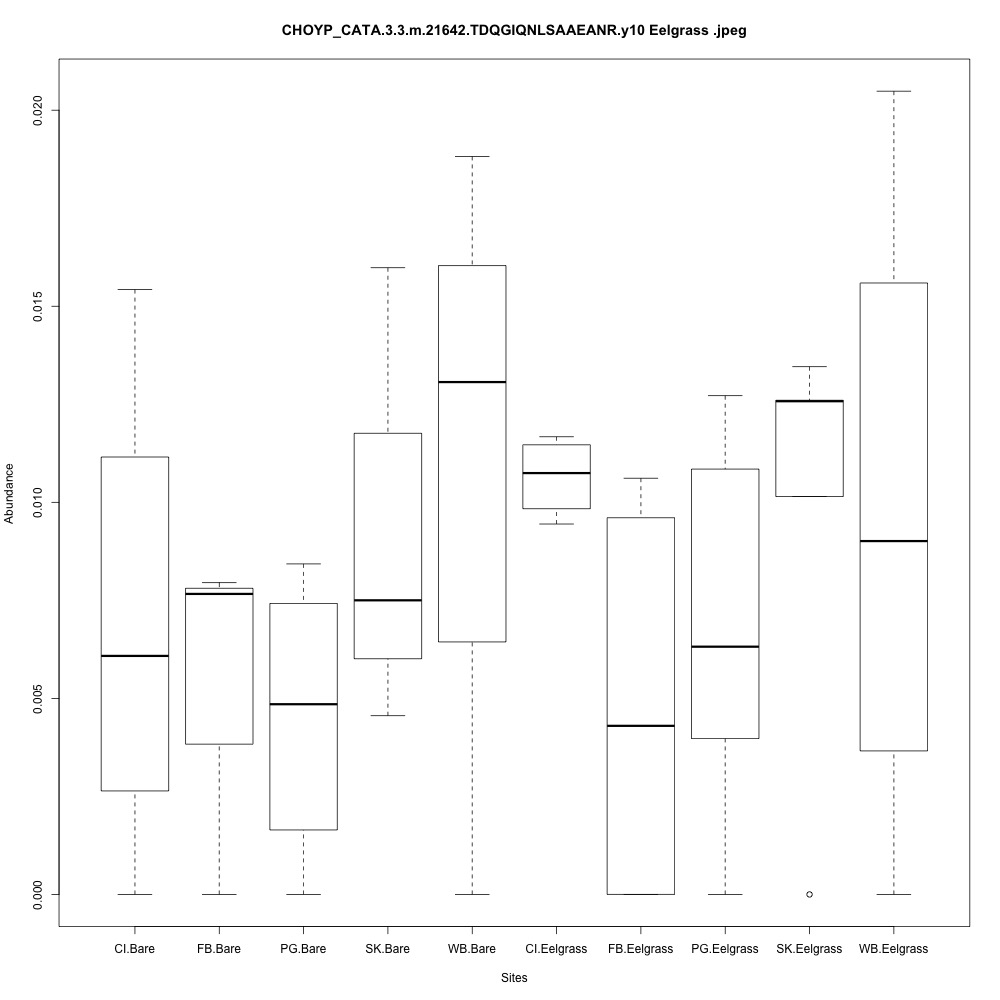 CHOYP_CATA.3.3.m.21642.TDQGIQNLSAAEANR.y10 Eelgrass .jpeg
Abundance
0.020
0.015
0.010
0.005
0.000
CI.Bare FB.Bare PG.Bare SK.Bare WB.Bare CI.Eelgrass FB.Eelgrass PG.Eelgrass SK.Eelgrass WB.Eelgrass
Sites